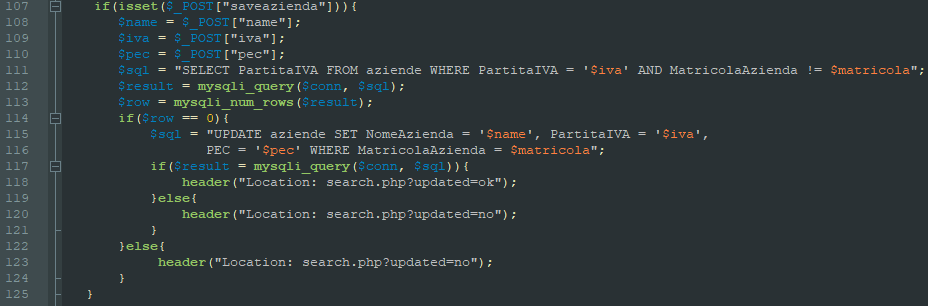 107 if(isset($_POST["saveazienda"])){
108 $name = $_POST["name"];
109 $iva = $_POST["iva"];
110 $pec = $_POST["pec"];
111 $sql = "SELECT PartitaIVA FROM aziende WHERE PartitaIVA = '$iva' AND MatricolaAzienda != $matricola";
112 $result = mysqli_query($conn, $sql);
113 $row = mysqli_num_rows($result);
114 if($row == 0){
115 $sql = "UPDATE aziende SET NomeAzienda = '$name', PartitaIVA = '$iva',
116 PEC = '$pec' WHERE MatricolaAzienda = $matricola";
117 if($result = mysqli_query($conn, $sql)){
118 header("Location: search.php?updated=ok");
119 }else{
120 header("Location: search.php?updated=no");
121 }
122 }else{
123 header("Location: search.php?updated=no");
124 }
125 }